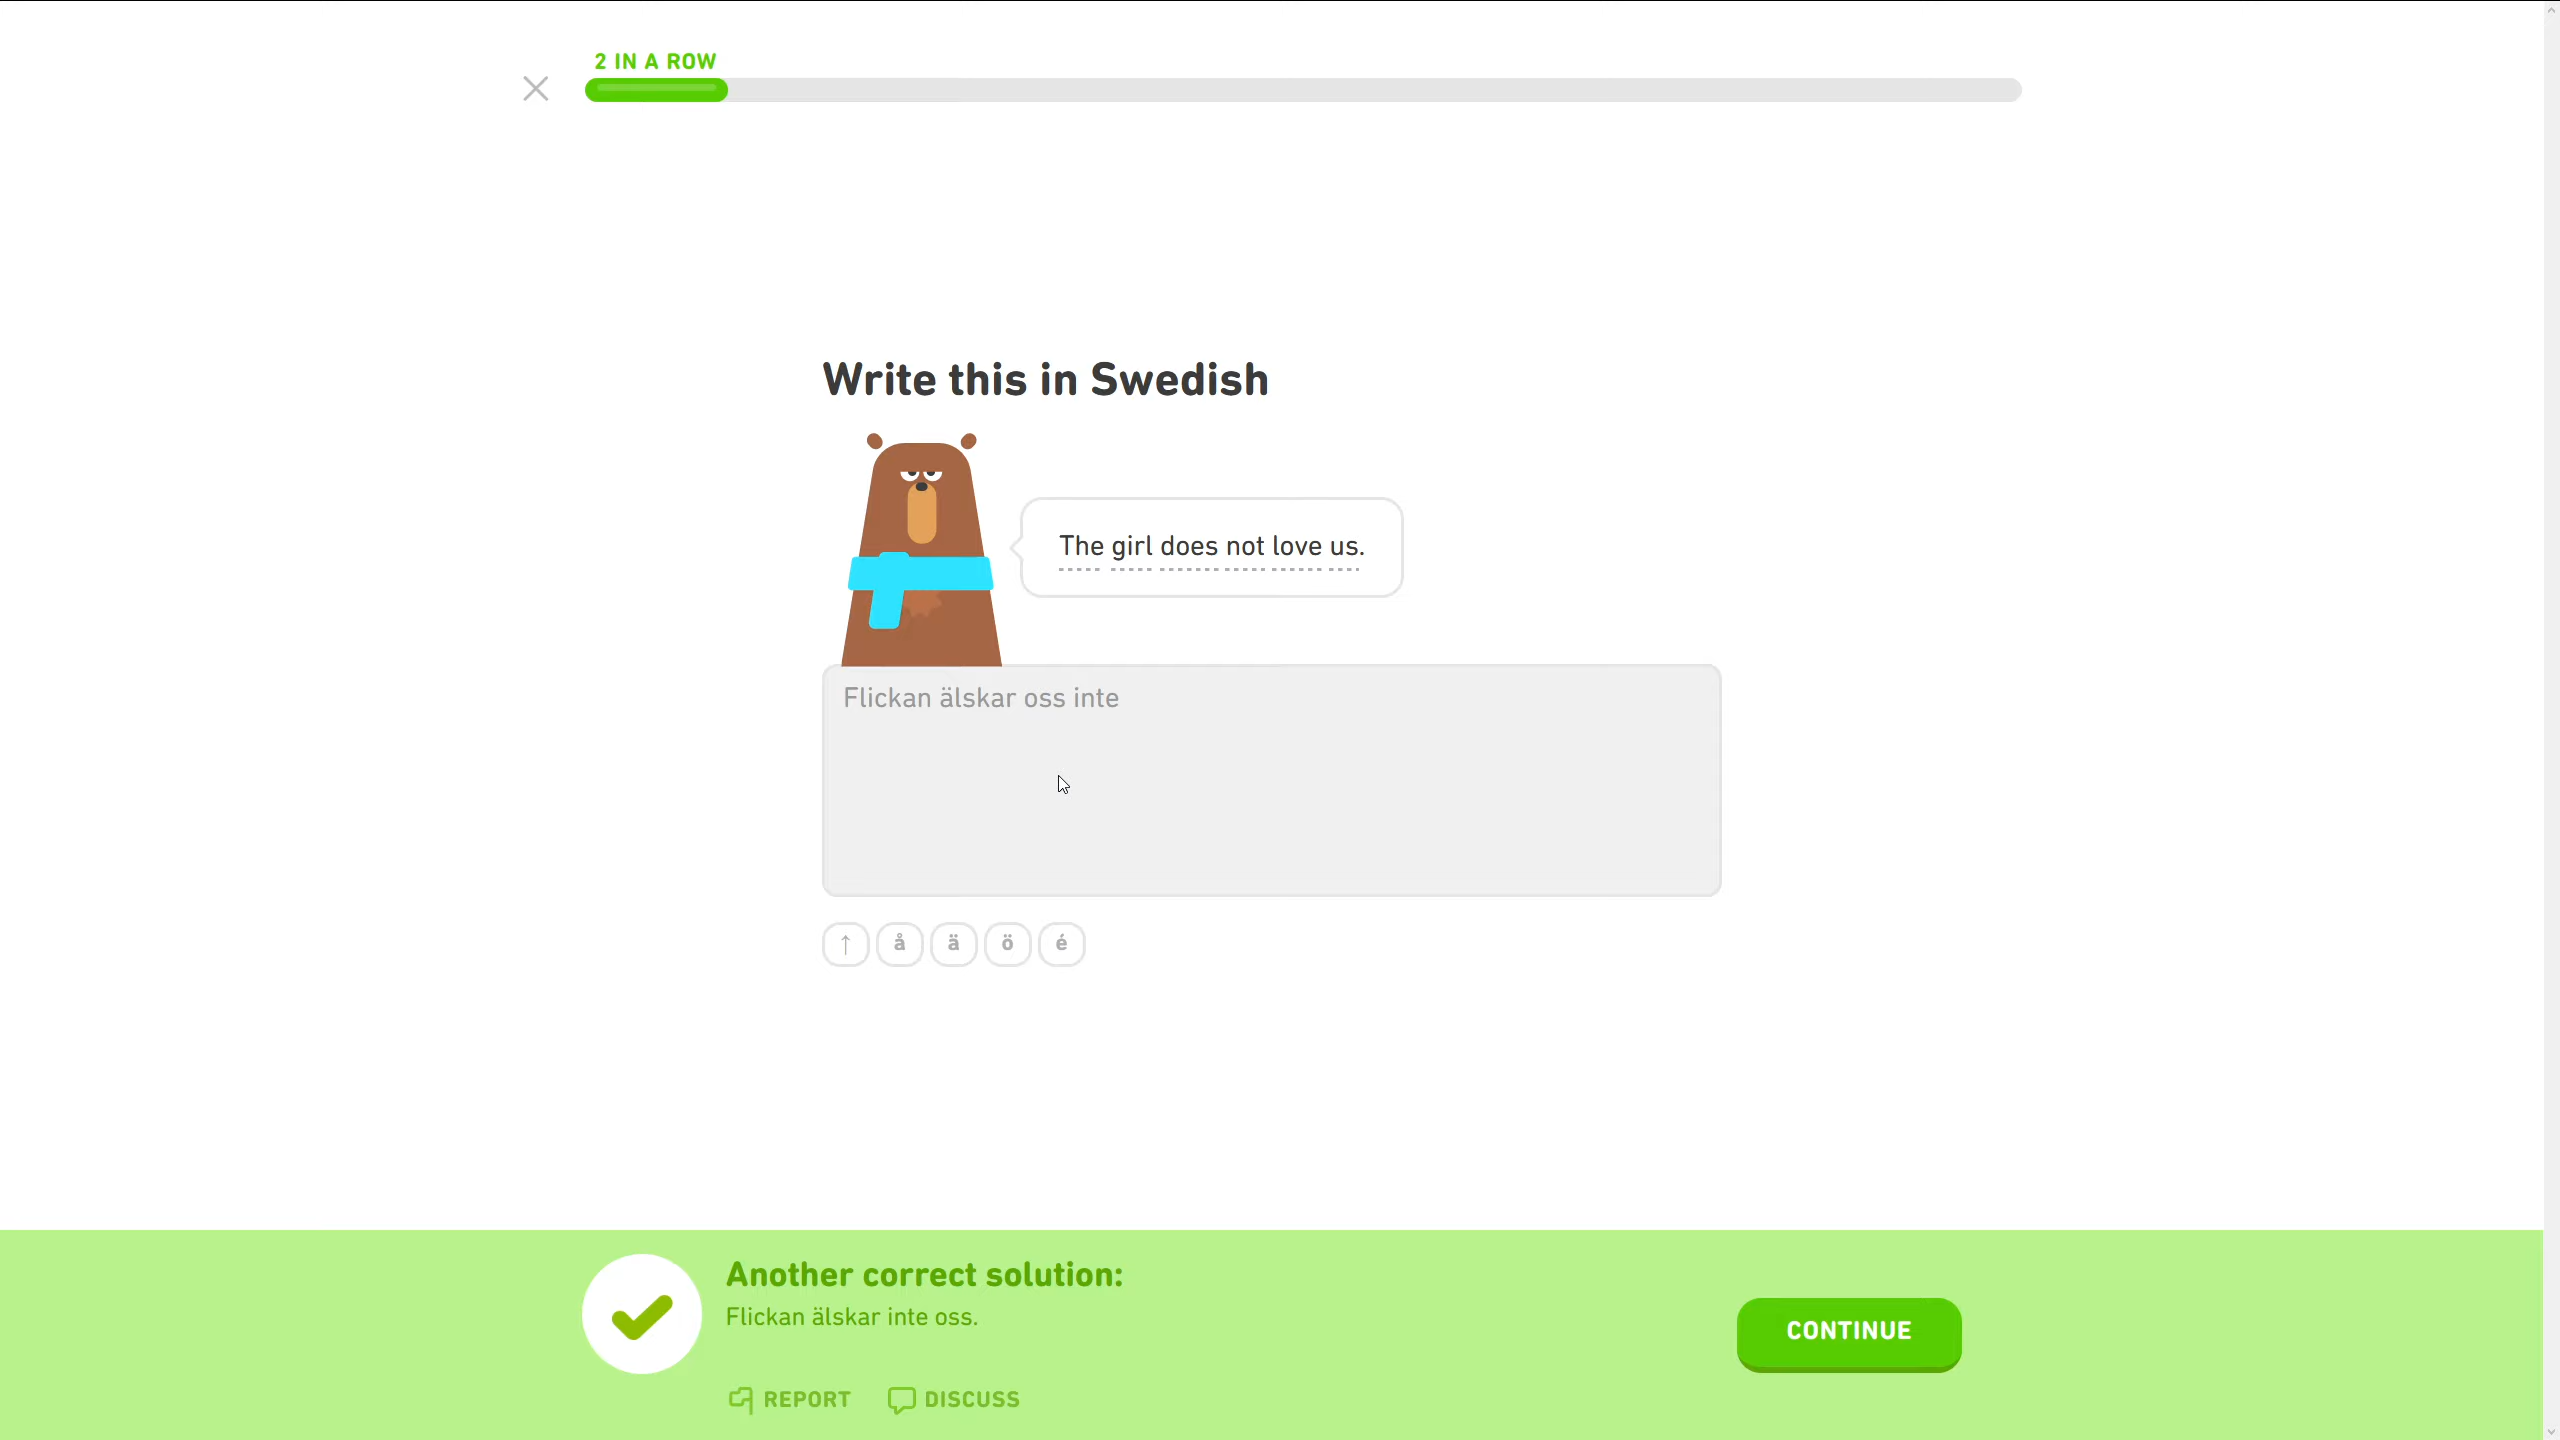 2 IN A ROW
Write this in Swedish
The girl does not love us.
Flickan älskar oss inte
↑ å ä ö é
Another correct solution:
Flickan älskar inte oss.
CONTINUE
REPORT DISCUSS